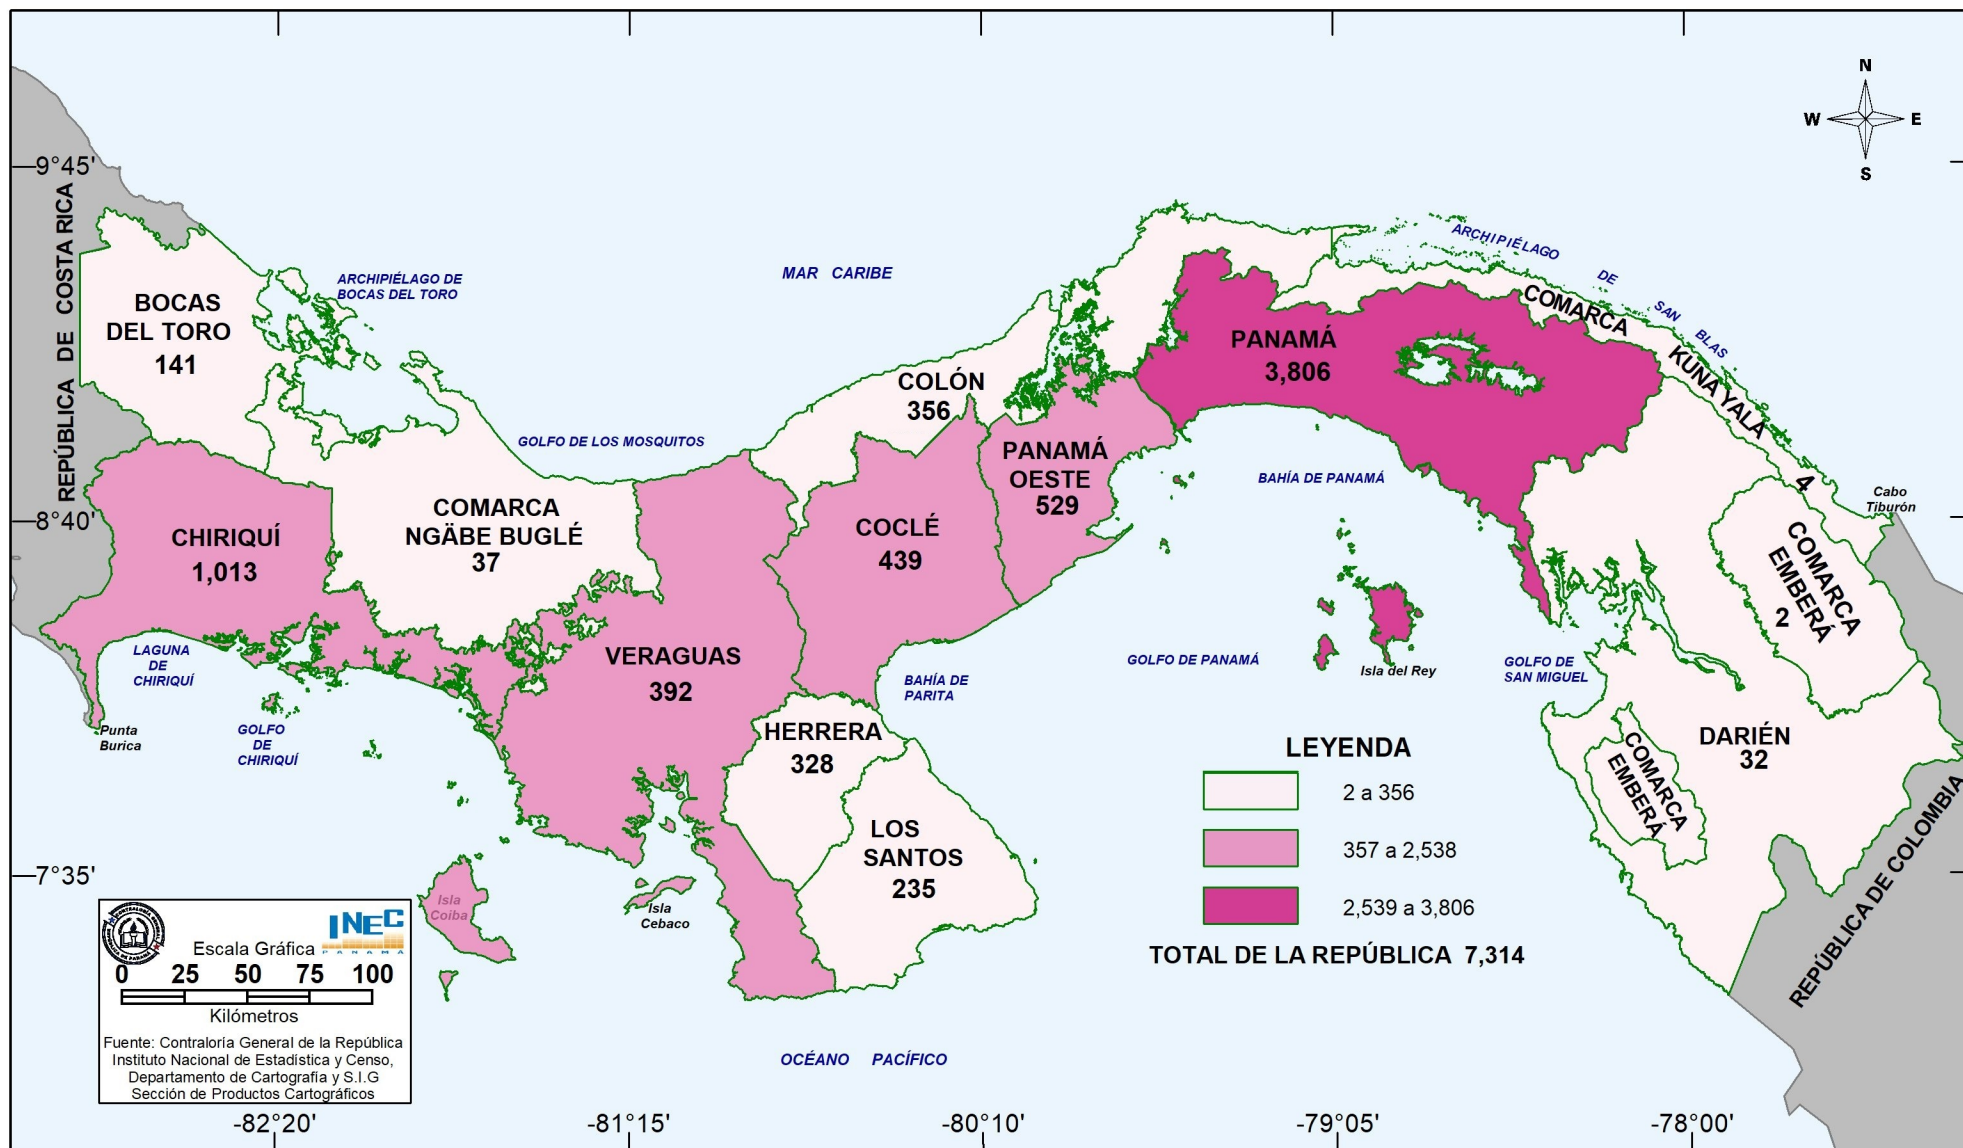 N
W E
S
9°45'
8°40'
7°35'
REPÚBLICA DE COSTA RICA
BOCAS
DEL TORO
141
ARCHIPIÉLAGO DE
BOCAS DEL TORO
MAR CARIBE
ARCHIPIÉLAGO
DE
SAN
BLAS
COMARCA
KUNA YALÁ
4
PANAMÁ
3,806
COLÓN
356
GOLFO DE LOS MOSQUITOS
PANAMÁ
OESTE
529
BAHÍA DE PANAMÁ
Cabo
Tiburón
COMARCA
NGÄBE BUGLÉ
37
CHIRIQUÍ
1,013
COCLÉ
439
COMARCA
EMBERÁ
2
LAGUNA
DE
CHIRIQUÍ
VERAGUAS
392
BAHÍA DE
PARITA
GOLFO DE PANAMÁ
Isla del Rey
GOLFO DE
SAN MIGUEL
Punta
Burica
GOLFO
DE
CHIRIQUÍ
HERRERA
328
DARIÉN
32
COMARCA
EMBERÁ
LOS
SANTOS
235
Isla
Coiba
Isla
Cebaco
REPÚBLICA DE COLOMBIA
LEYENDA
2 a 356
357 a 2,538
2,539 a 3,806
TOTAL DE LA REPÚBLICA 7,314
INEC
PANAMÁ
Escala Gráfica
0 25 50 75 100
Kilómetros
Fuente: Contraloría General de la República
Instituto Nacional de Estadística y Censo,
Departamento de Cartografía y S.I.G
Sección de Productos Cartográficos
OCÉANO PACÍFICO
-82°20' -81°15' -80°10' -79°05' -78°00'